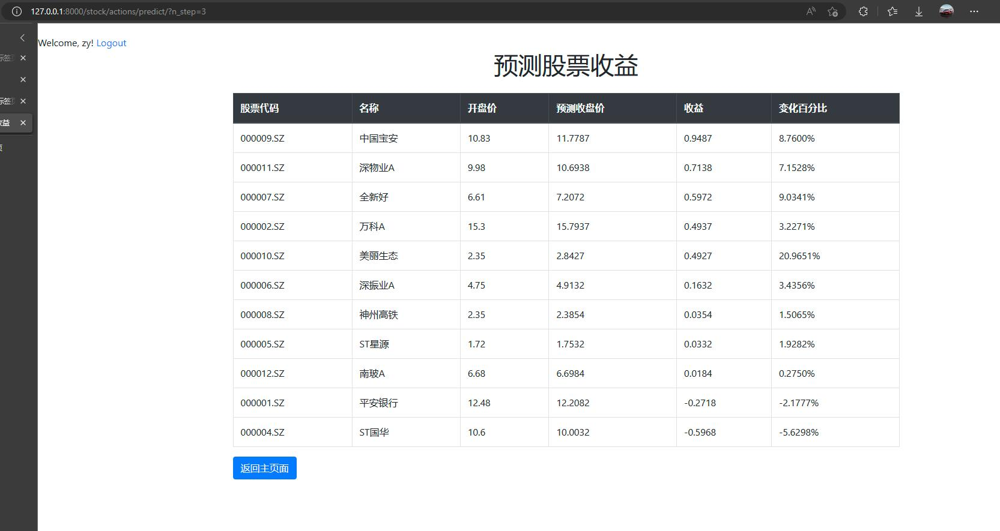 127.0.0.1:8000/stock/actions/predict/?n_step=3
Welcome, zy! Logout
标签
标签
收益
页
预测股票收益
股票代码 名称 开盘价 预测收盘价 收益 变化百分比
000009.SZ 中国宝安 10.83 11.7787 0.9487 8.7600%
000011.SZ 深物业A 9.98 10.6938 0.7138 7.1528%
000007.SZ 全新好 6.61 7.2072 0.5972 9.0341%
000002.SZ 万科A 15.3 15.7937 0.4937 3.2271%
000010.SZ 美丽生态 2.35 2.8427 0.4927 20.9651%
000006.SZ 深振业A 4.75 4.9132 0.1632 3.4356%
000008.SZ 神州高铁 2.35 2.3854 0.0354 1.5065%
000005.SZ ST星源 1.72 1.7532 0.0332 1.9282%
000012.SZ 南玻A 6.68 6.6984 0.0184 0.2750%
000001.SZ 平安银行 12.48 12.2082 -0.2718 -2.1777%
000004.SZ ST国华 10.6 10.0032 -0.5968 -5.6298%
返回主页面